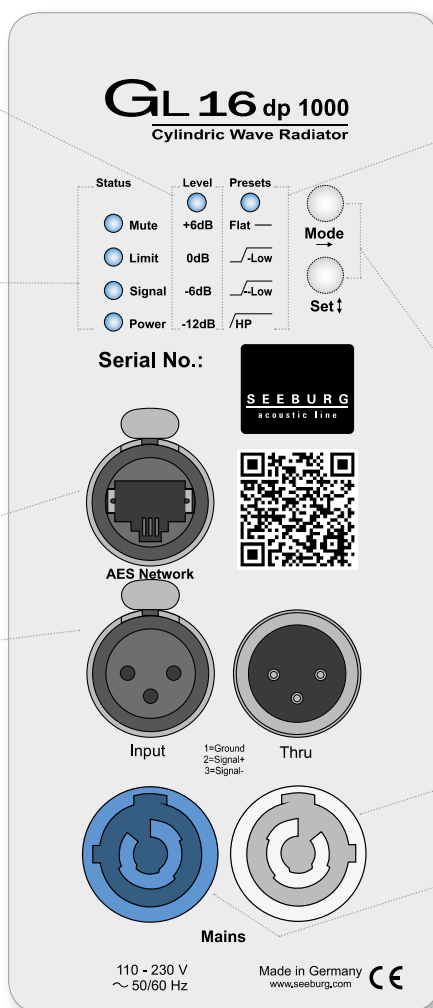 GL 16 dp 1000
Cylindric Wave Radiator
Status Level Presets
Mute +6dB Flat
Limit 0dB -Low
Signal -6dB --Low
Power -12dB HP
Mode
Set
Serial No.:
SEEBURG
acoustic line
AES Network
Input
1=Ground
2=Signal+
3=Signal-
Thru
Mains
110 - 230 V
~ 50/60 Hz
Made in Germany
www.seeburg.com
CE